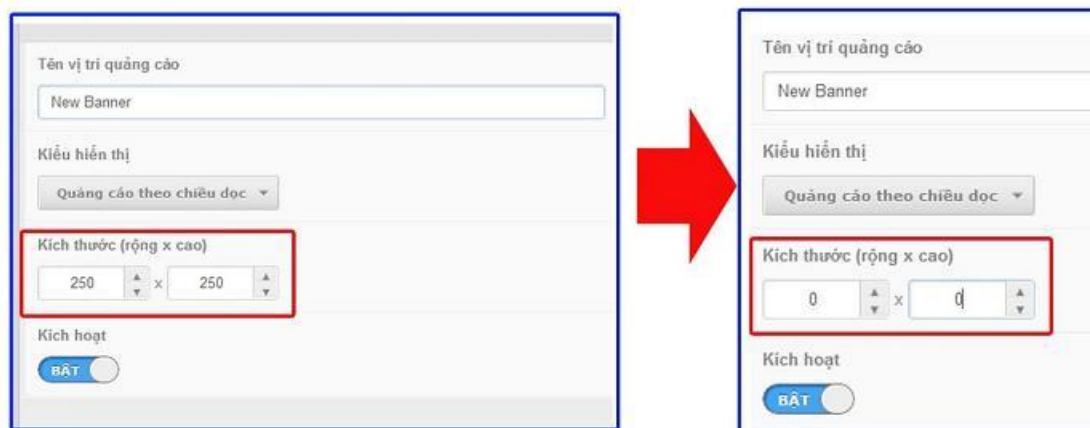 Tên vị trí quảng cáo
New Banner
Kiểu hiển thị
Quảng cáo theo chiều dọc
Kích thước (rộng x cao)
250 x 250
Kích hoạt
BẬT
Tên vị trí quảng cáo
New Banner
Kiểu hiển thị
Quảng cáo theo chiều dọc
Kích thước (rộng x cao)
0 x 0
Kích hoạt
BẬT